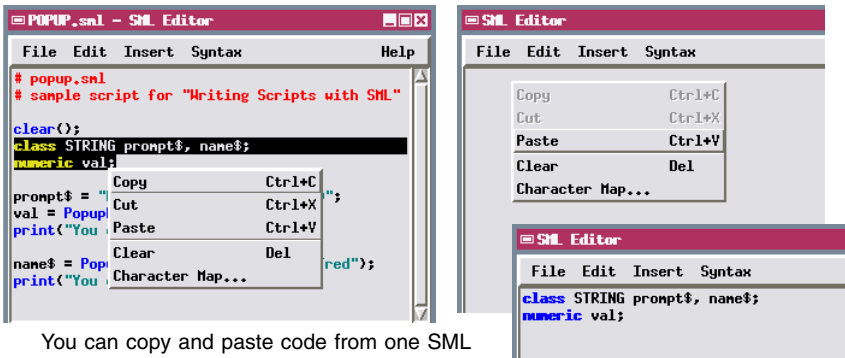 POPUP.sml - SML Editor
File Edit Insert Syntax Help
# popup.sml
# sample script for "Writing Scripts with SML"
clear();
class STRING prompt$, name$;
numeric val;
prompt$ = " ";
val = Popup
print("You
name$ = Pop red");
print("You
Copy Ctrl+C
Cut Ctrl+X
Paste Ctrl+V
Clear Del
Character Map...
SML Editor
File Edit Insert Syntax
Copy Ctrl+C
Cut Ctrl+X
Paste Ctrl+V
Clear Del
Character Map...
SML Editor
File Edit Insert Syntax
class STRING prompt$, name$;
numeric val;
You can copy and paste code from one SML